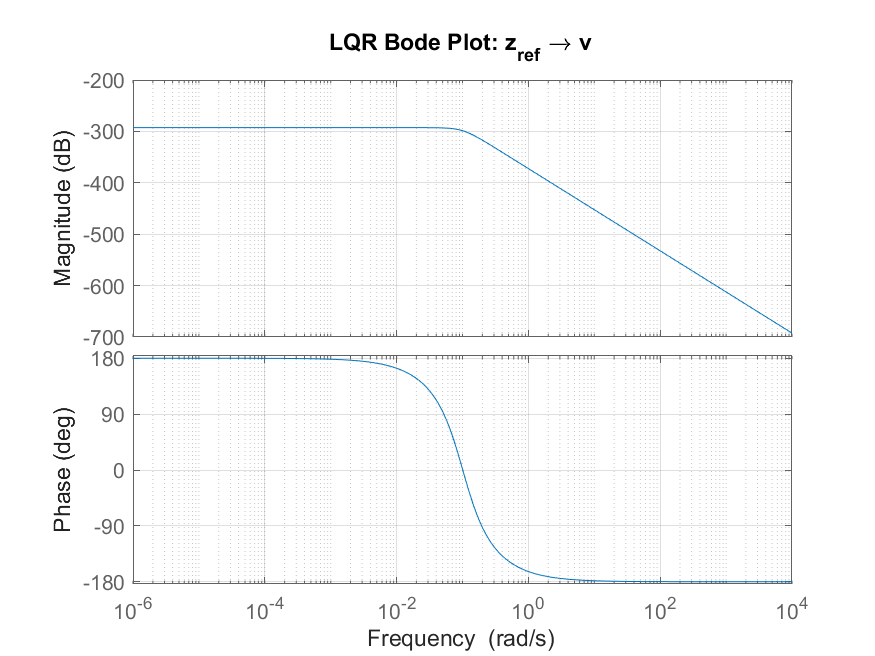 LQR Bode Plot: z_ref → v
Magnitude (dB)
-200
-300
-400
-500
-600
-700
Phase (deg)
180
90
0
-90
-180
10^-6 10^-4 10^-2 10^0 10^2 10^4
Frequency (rad/s)